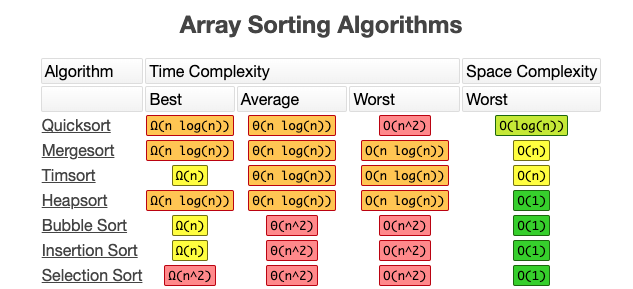 Array Sorting Algorithms
Algorithm Time Complexity Space Complexity
Best Average Worst Worst
Quicksort Ω(n log(n)) Θ(n log(n)) O(n^2) O(log(n))
Mergesort Ω(n log(n)) Θ(n log(n)) O(n log(n)) O(n)
Timsort Ω(n) Θ(n log(n)) O(n log(n)) O(n)
Heapsort Ω(n log(n)) Θ(n log(n)) O(n log(n)) O(1)
Bubble Sort Ω(n) Θ(n^2) O(n^2) O(1)
Insertion Sort Ω(n) Θ(n^2) O(n^2) O(1)
Selection Sort Ω(n^2) Θ(n^2) O(n^2) O(1)